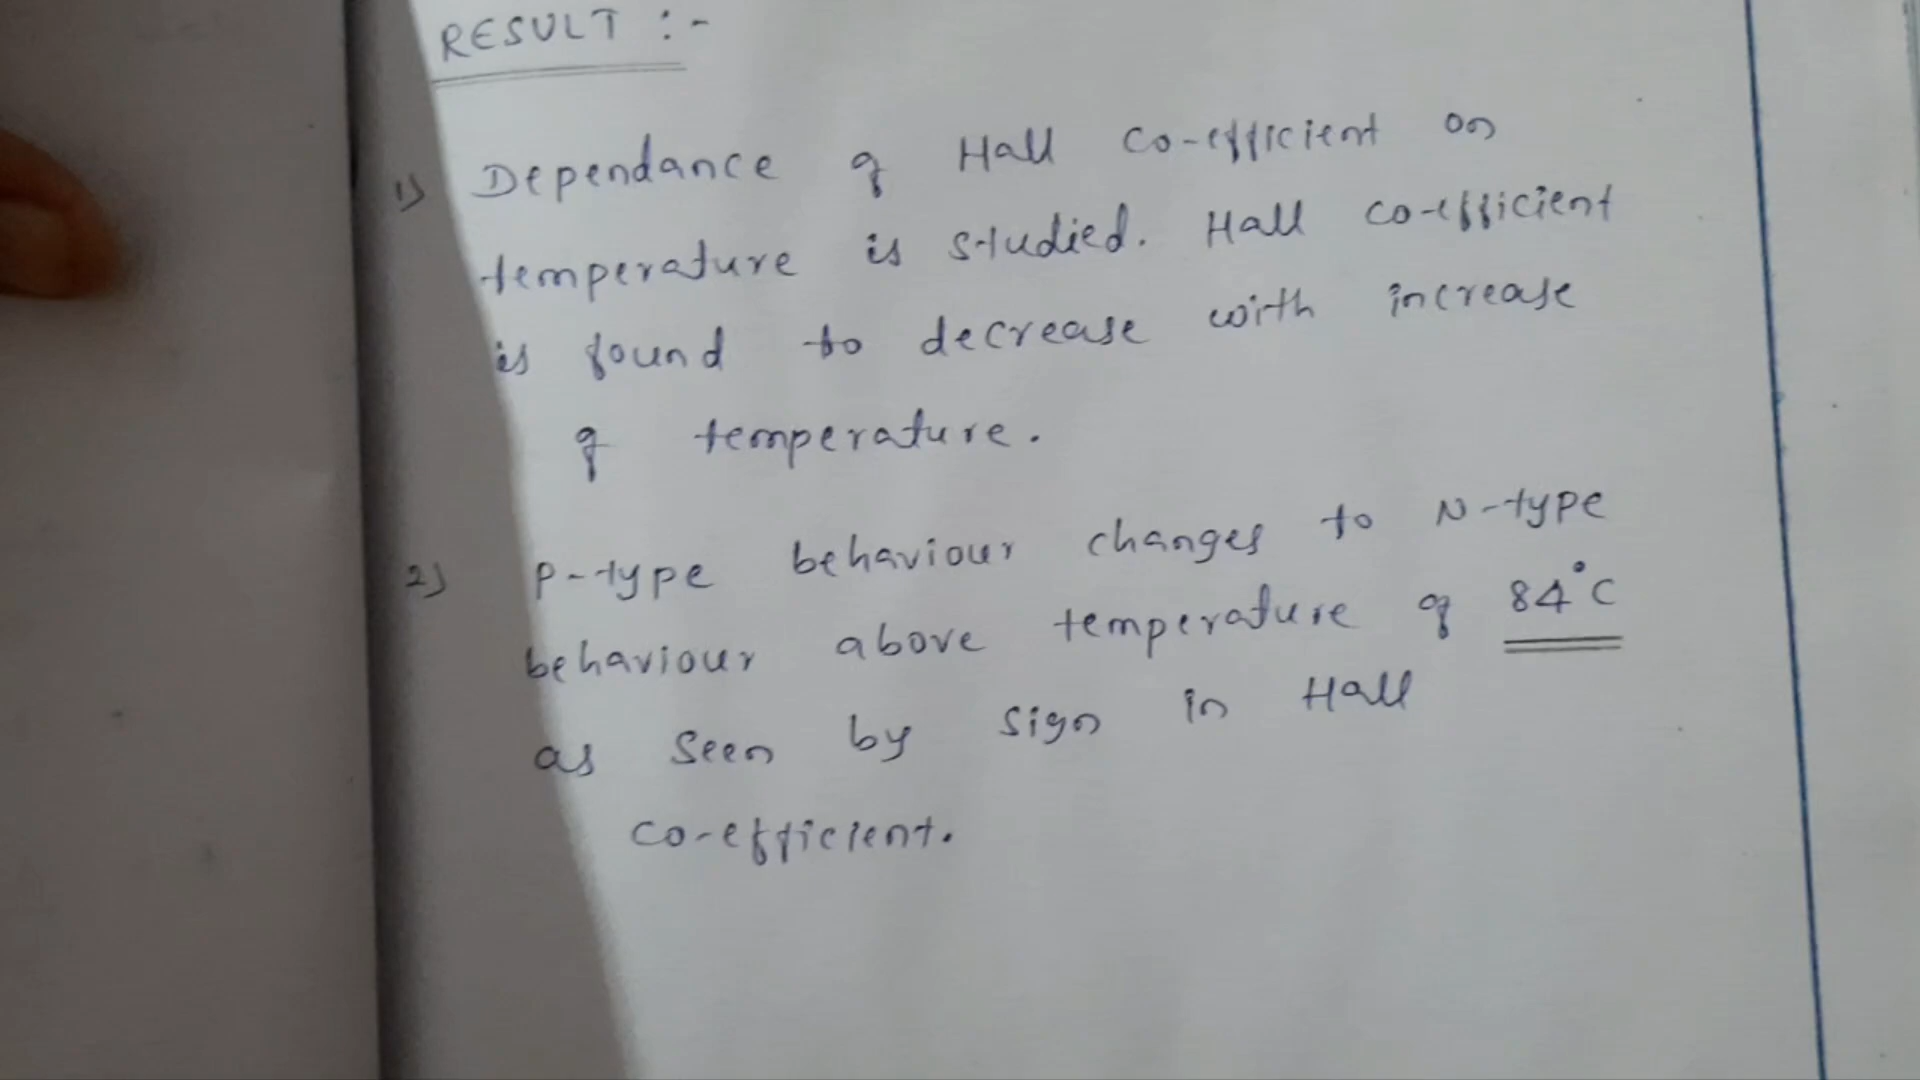 RESULT :-
1) Dependance of Hall co-efficient on
temperature is studied. Hall co-efficient
is found to decrease with increase
of temperature.
2) P-type behaviour changes to N-type
behaviour above temperature of 84°C
as seen by sign in Hall
co-efficient.